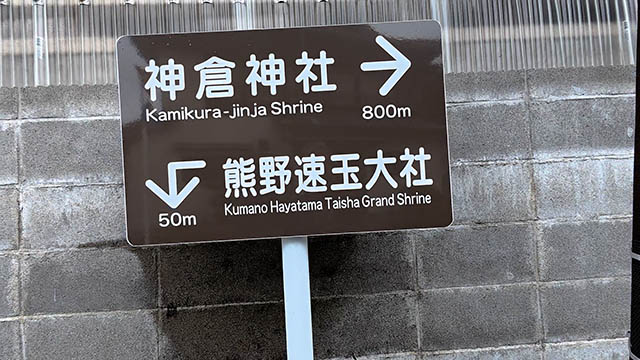 神倉神社
Kamikura-jinja Shrine
800m
熊野速玉大社
Kumano Hayatama Taisha Grand Shrine
50m